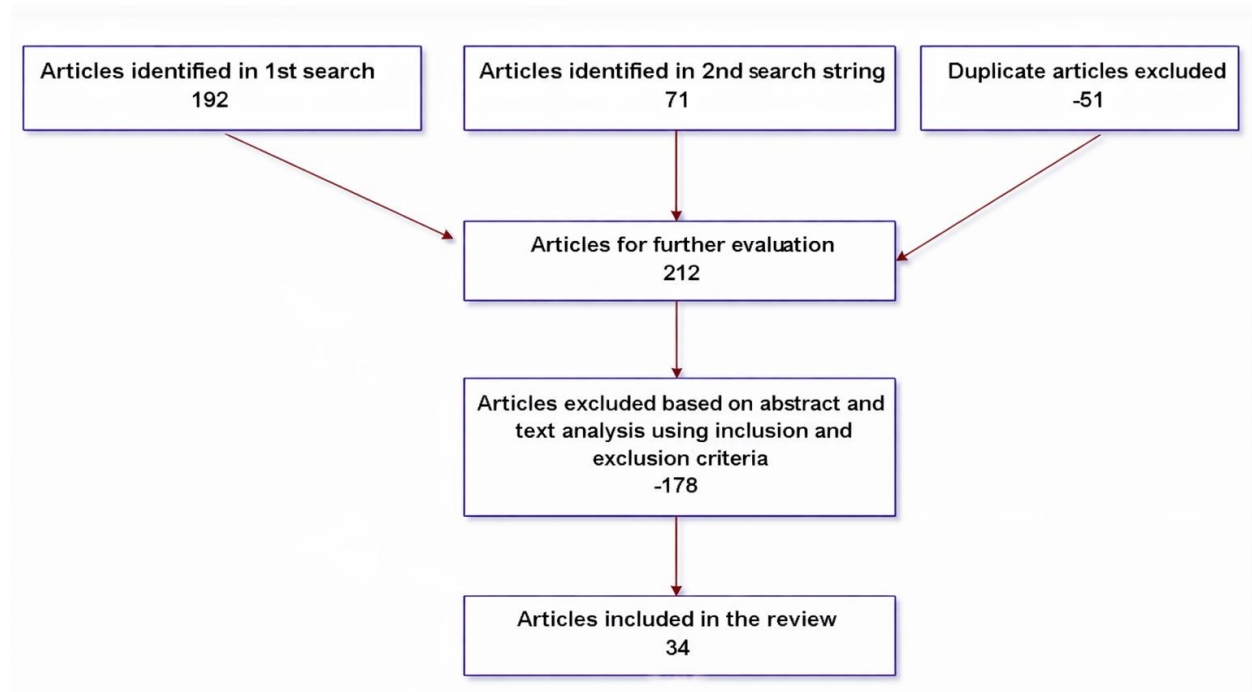 Articles identified in 1st search
192
Articles identified in 2nd search string
71
Duplicate articles excluded
-51
Articles for further evaluation
212
Articles excluded based on abstract and
text analysis using inclusion and
exclusion criteria
-178
Articles included in the review
34